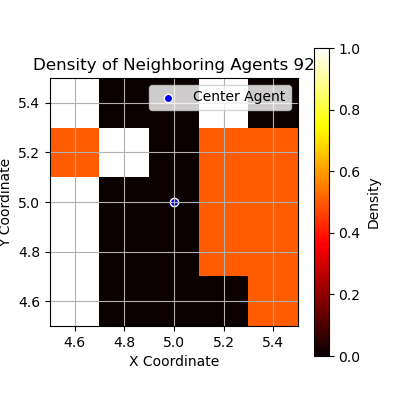 Density of Neighboring Agents 92
Center Agent
5.4
5.2
5.0
4.8
4.6
Y Coordinate
4.6 4.8 5.0 5.2 5.4
X Coordinate
1.0
0.8
0.6
0.4
0.2
0.0
Density